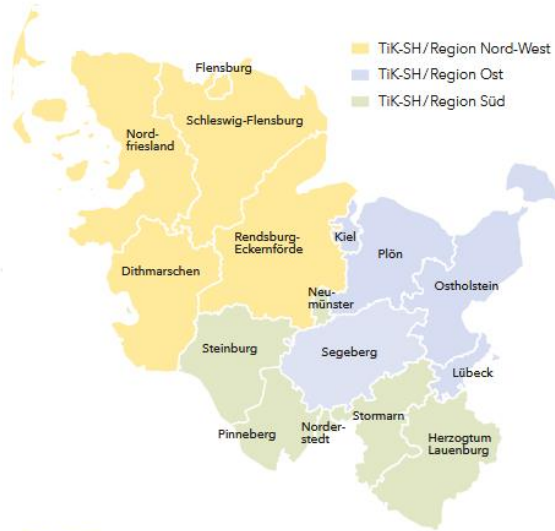 TiK-SH/Region Nord-West
TiK-SH/Region Ost
TiK-SH/Region Süd
Flensburg
Schleswig-Flensburg
Nord-
friesland
Rendsburg-
Eckernförde
Kiel
Plön
Dithmarschen
Ostholstein
Neu-
münster
Steinburg
Segeberg
Lübeck
Stormarn
Pinneberg
Norder-
stedt
Herzogtum
Lauenburg